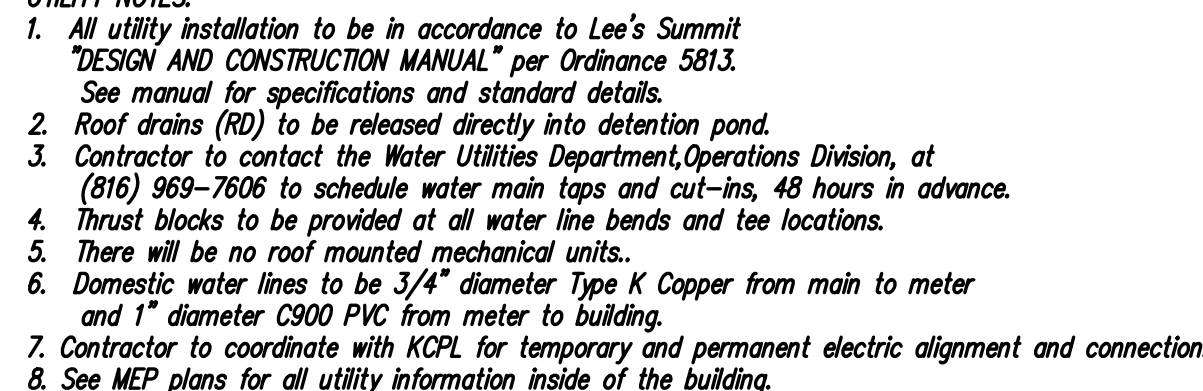 UTILITY NOTES:
1. All utility installation to be in accordance to Lee's Summit
"DESIGN AND CONSTRUCTION MANUAL" per Ordinance 5813.
See manual for specifications and standard details.
2. Roof drains (RD) to be released directly into detention pond.
3. Contractor to contact the Water Utilities Department,Operations Division, at
(816) 969-7606 to schedule water main taps and cut-ins, 48 hours in advance.
4. Thrust blocks to be provided at all water line bends and tee locations.
5. There will be no roof mounted mechanical units..
6. Domestic water lines to be 3/4" diameter Type K Copper from main to meter
and 1" diameter C900 PVC from meter to building.
7. Contractor to coordinate with KCPL for temporary and permanent electric alignment and connection
8. See MEP plans for all utility information inside of the building.